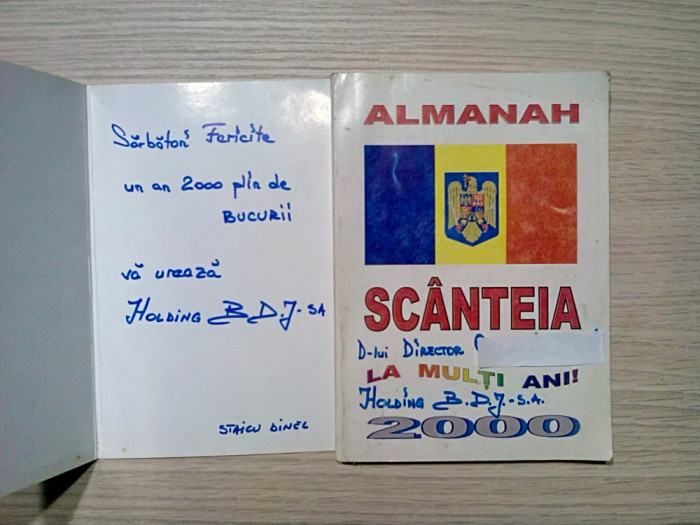 Sărbători Fericite
un an 2000 plin de
BUCURII
vă urează
HOLDING B.D.J.-SA
STAICU DINEL
ALMANAH
SCÂNTEIA
D-lui DIRECTOR
LA MULȚI ANI!
HOLDING B.D.J.-S.A.
2000